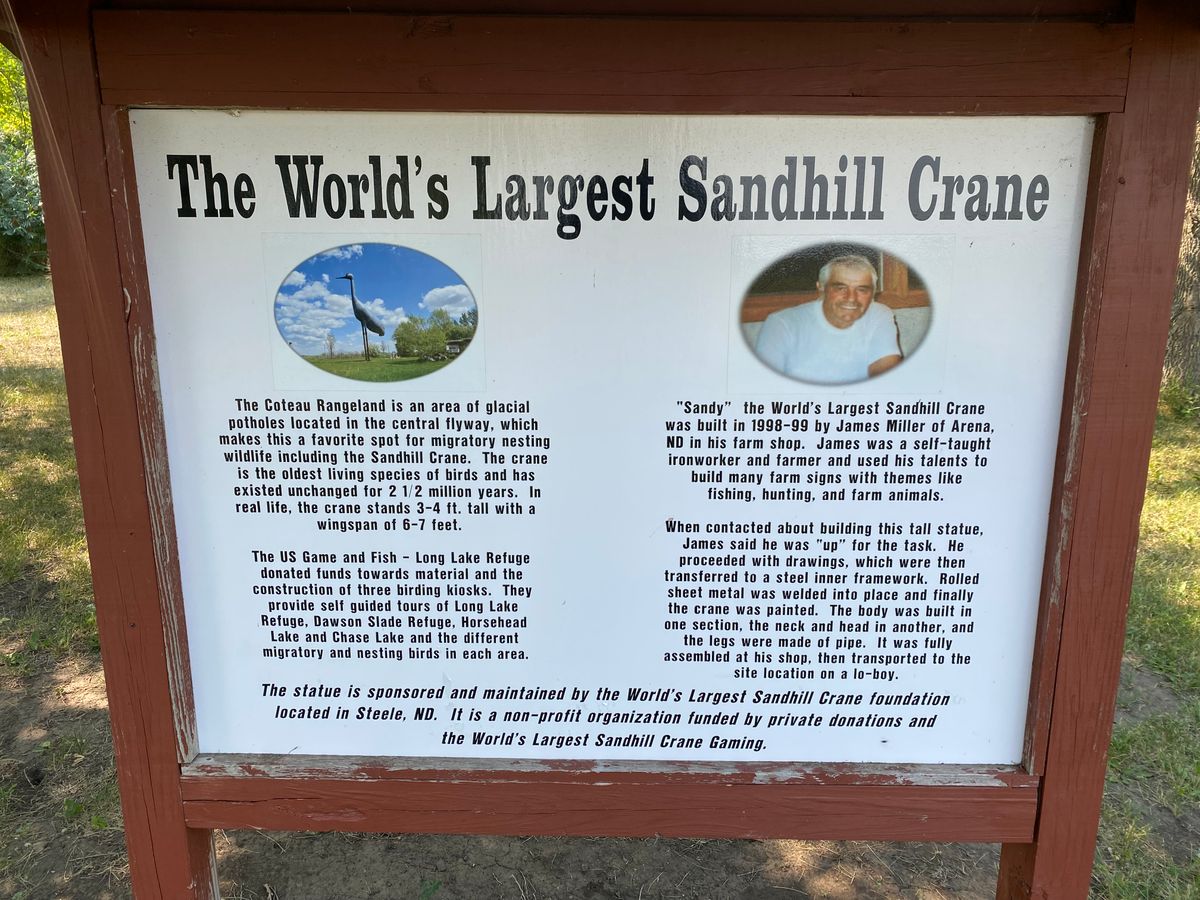 The World's Largest Sandhill Crane
The Coteau Rangeland is an area of glacial
potholes located in the central flyway, which
makes this a favorite spot for migratory nesting
wildlife including the Sandhill Crane. The crane
is the oldest living species of birds and has
existed unchanged for 2 1/2 million years. In
real life, the crane stands 3-4 ft. tall with a
wingspan of 6-7 feet.
The US Game and Fish - Long Lake Refuge
donated funds towards material and the
construction of three birding kiosks. They
provide self guided tours of Long Lake
Refuge, Dawson Slade Refuge, Horsehead
Lake and Chase Lake and the different
migratory and nesting birds in each area.
"Sandy" the World's Largest Sandhill Crane
was built in 1998-99 by James Miller of Arena,
ND in his farm shop. James was a self-taught
ironworker and farmer and used his talents to
build many farm signs with themes like
fishing, hunting, and farm animals.
When contacted about building this tall statue,
James said he was "up" for the task. He
proceeded with drawings, which were then
transferred to a steel inner framework. Rolled
sheet metal was welded into place and finally
the crane was painted. The body was built in
one section, the neck and head in another, and
the legs were made of pipe. It was fully
assembled at his shop, then transported to the
site location on a lo-boy.
The statue is sponsored and maintained by the World's Largest Sandhill Crane foundation
located in Steele, ND. It is a non-profit organization funded by private donations and
the World's Largest Sandhill Crane Gaming.